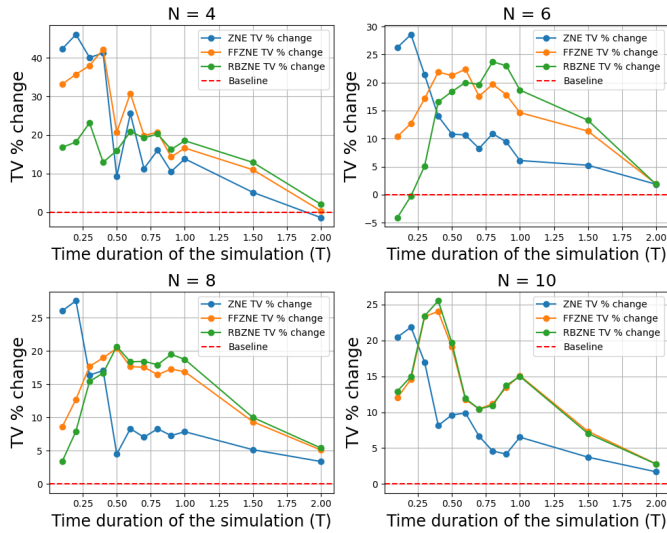 N = 4
ZNE TV % change
FFZNE TV % change
RBZNE TV % change
Baseline
TV % change
40
30
20
10
0
0.25 0.50 0.75 1.00 1.25 1.50 1.75 2.00
Time duration of the simulation (T)
N = 6
ZNE TV % change
FFZNE TV % change
RBZNE TV % change
Baseline
TV % change
30
25
20
15
10
5
0
−5
0.25 0.50 0.75 1.00 1.25 1.50 1.75 2.00
Time duration of the simulation (T)
N = 8
ZNE TV % change
FFZNE TV % change
RBZNE TV % change
Baseline
TV % change
25
20
15
10
5
0
0.25 0.50 0.75 1.00 1.25 1.50 1.75 2.00
Time duration of the simulation (T)
N = 10
ZNE TV % change
FFZNE TV % change
RBZNE TV % change
Baseline
TV % change
25
20
15
10
5
0
0.25 0.50 0.75 1.00 1.25 1.50 1.75 2.00
Time duration of the simulation (T)